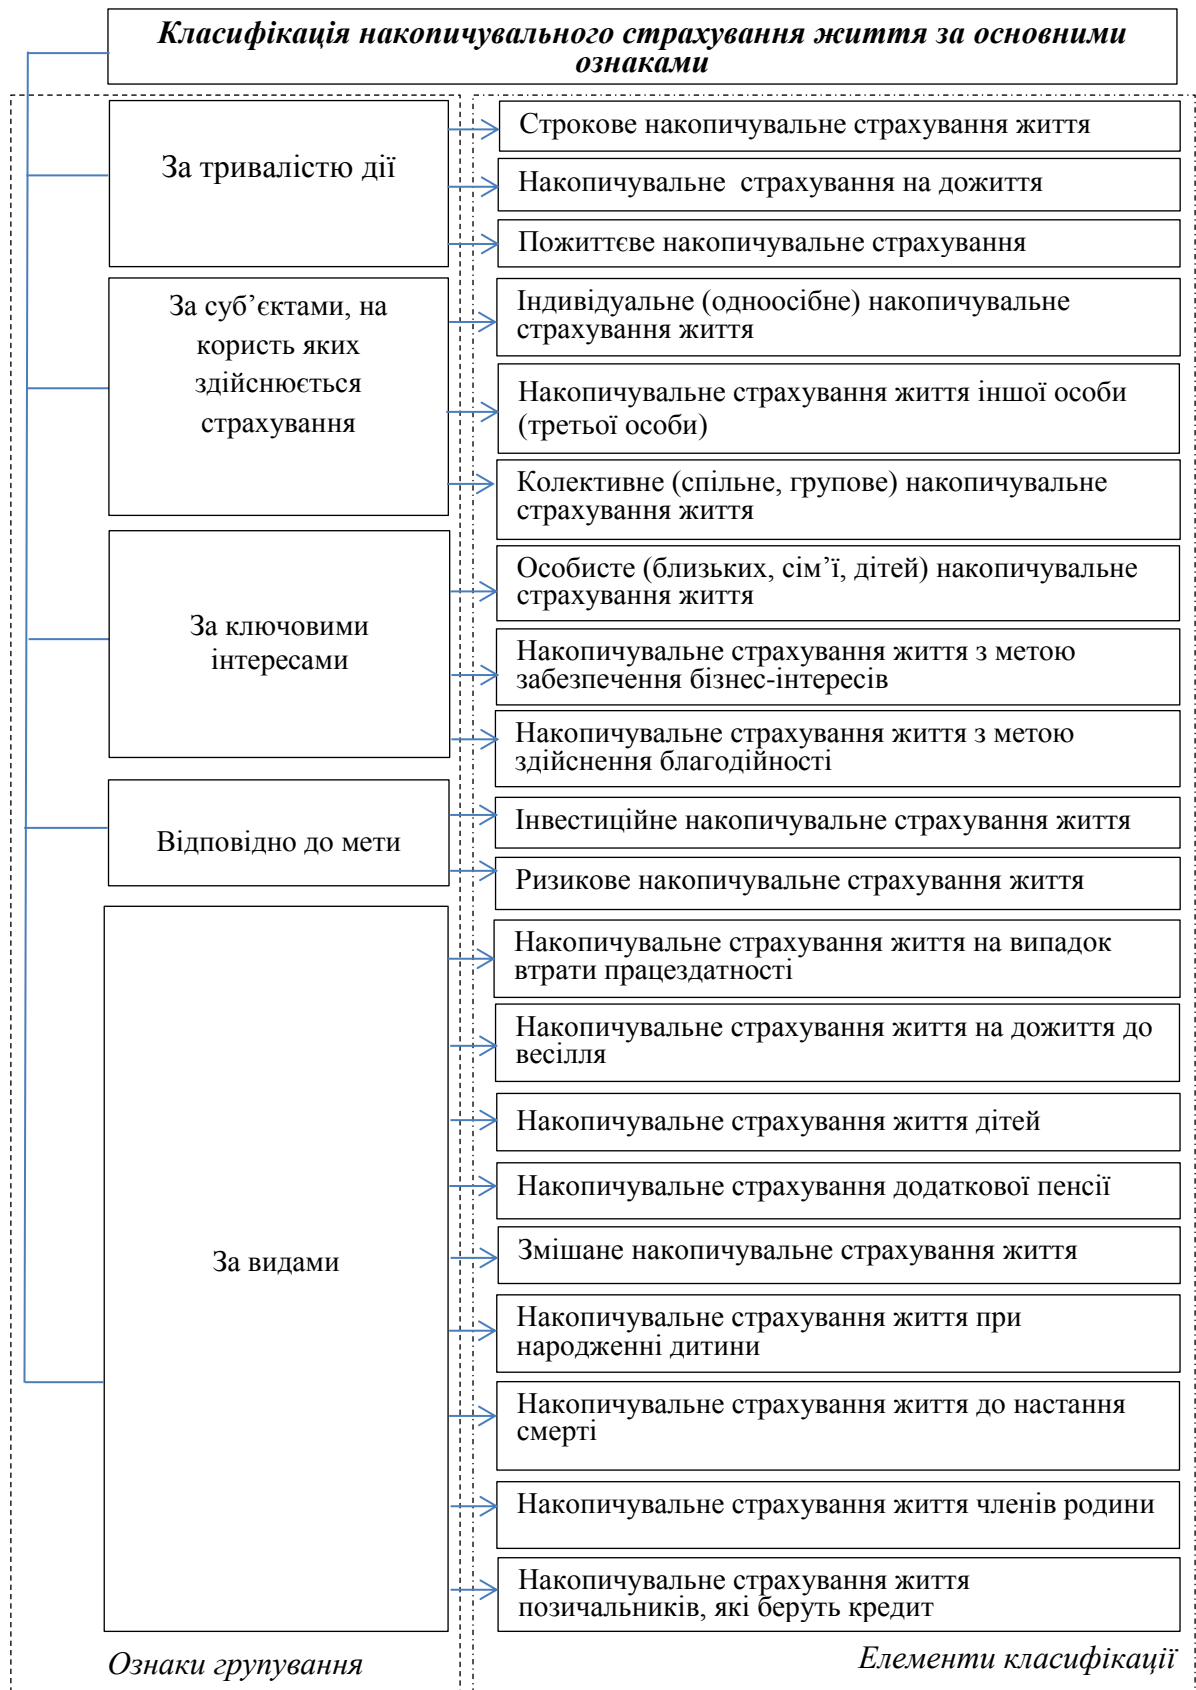 Класифікація накопичувального страхування життя за основними
ознаками
За тривалістю дії
Строкове накопичувальне страхування життя
Накопичувальне страхування на дожиття
Пожиттєве накопичувальне страхування
За суб’єктами, на
користь яких
здійснюється
страхування
Індивідуальне (одноосібне) накопичувальне
страхування життя
Накопичувальне страхування життя іншої особи
(третьої особи)
Колективне (спільне, групове) накопичувальне
страхування життя
За ключовими
інтересами
Особисте (близьких, сім’ї, дітей) накопичувальне
страхування життя
Накопичувальне страхування життя з метою
забезпечення бізнес-інтересів
Накопичувальне страхування життя з метою
здійснення благодійності
Відповідно до мети
Інвестиційне накопичувальне страхування життя
Ризикове накопичувальне страхування життя
За видами
Накопичувальне страхування життя на випадок
втрати працездатності
Накопичувальне страхування життя на дожиття до
весілля
Накопичувальне страхування життя дітей
Накопичувальне страхування додаткової пенсії
Змішане накопичувальне страхування життя
Накопичувальне страхування життя при
народженні дитини
Накопичувальне страхування життя до настання
смерті
Накопичувальне страхування життя членів родини
Накопичувальне страхування життя
позичальників, які беруть кредит
Ознаки групування
Елементи класифікації